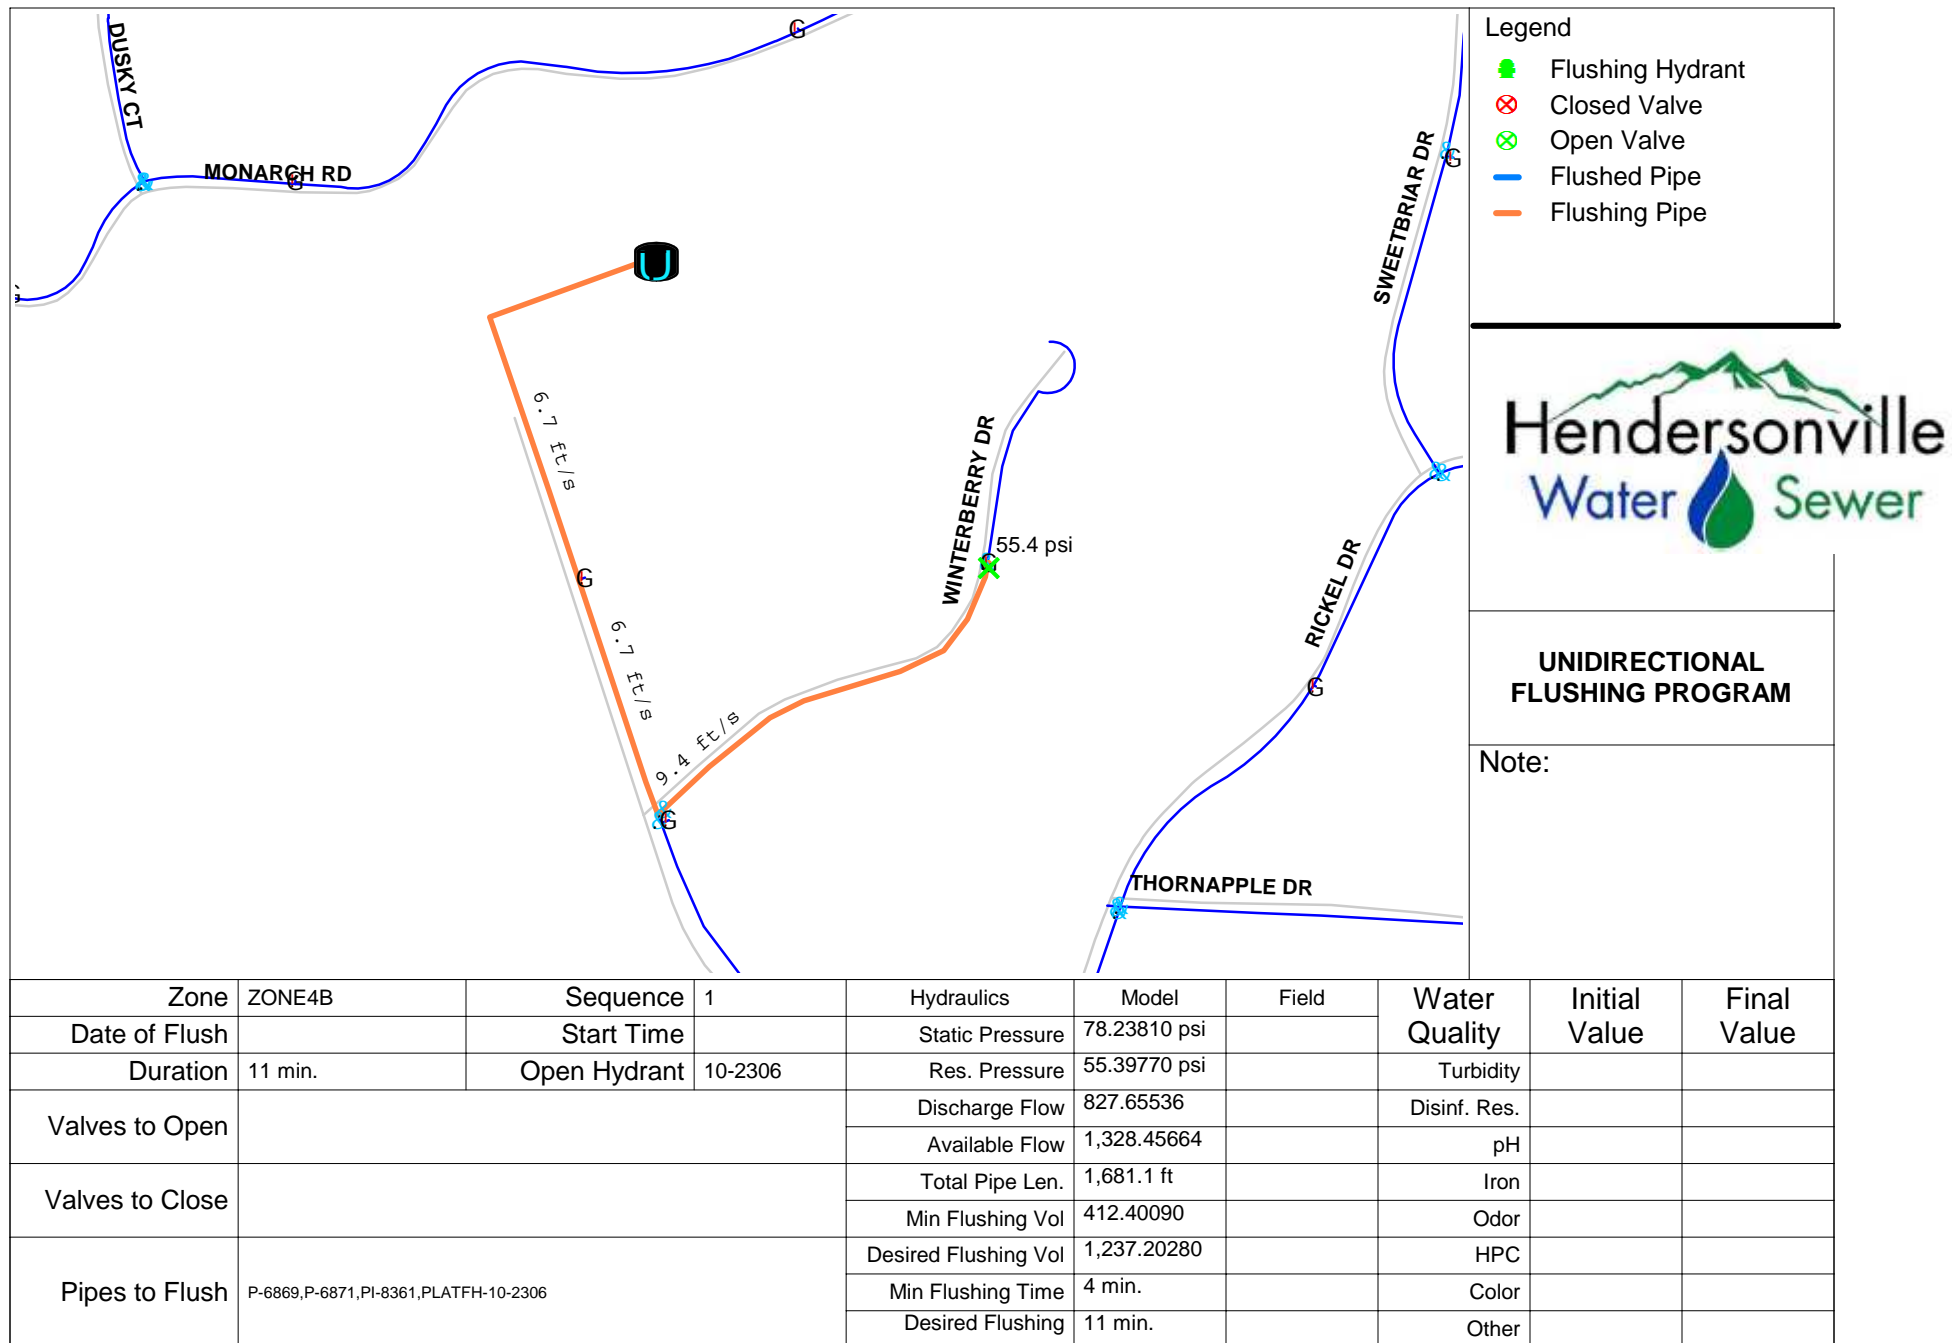 DUSKY CT
MONARCH RD
G
G
G
G
SWEETBRIAR DR
6.7 ft/s
WINTERBERRY DR
55.4 psi
G
G
RICKEL DR
6.7 ft/s
G
9.4 ft/s
G
THORNAPPLE DR
Legend
Flushing Hydrant
Closed Valve
Open Valve
Flushed Pipe
Flushing Pipe
Hendersonville
Water Sewer
UNIDIRECTIONAL
FLUSHING PROGRAM
Note:
Zone ZONE4B Sequence 1 Hydraulics Model Field Water Quality Initial Value Final Value
Date of Flush Start Time Static Pressure 78.23810 psi
Duration 11 min. Open Hydrant 10-2306 Res. Pressure 55.39770 psi Turbidity
Valves to Open Discharge Flow 827.65536 Disinf. Res.
Available Flow 1,328.45664 pH
Valves to Close Total Pipe Len. 1,681.1 ft Iron
Min Flushing Vol 412.40090 Odor
Pipes to Flush P-6869,P-6871,PI-8361,PLATFH-10-2306 Desired Flushing Vol 1,237.20280 HPC
Min Flushing Time 4 min. Color
Desired Flushing 11 min. Other